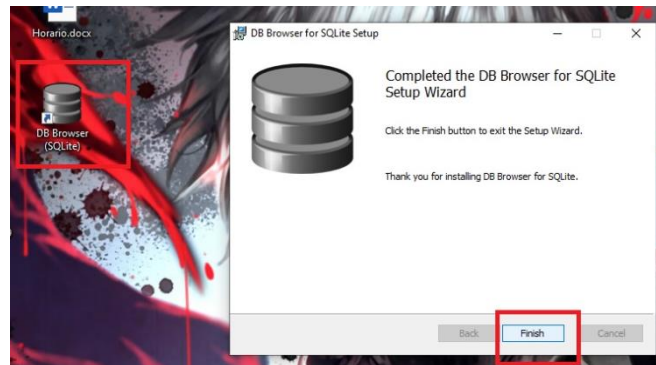 Horario.docx
DB Browser
(SQLite)
DB Browser for SQLite Setup
Completed the DB Browser for SQLite
Setup Wizard
Click the Finish button to exit the Setup Wizard.
Thank you for installing DB Browser for SQLite.
Back
Finish
Cancel